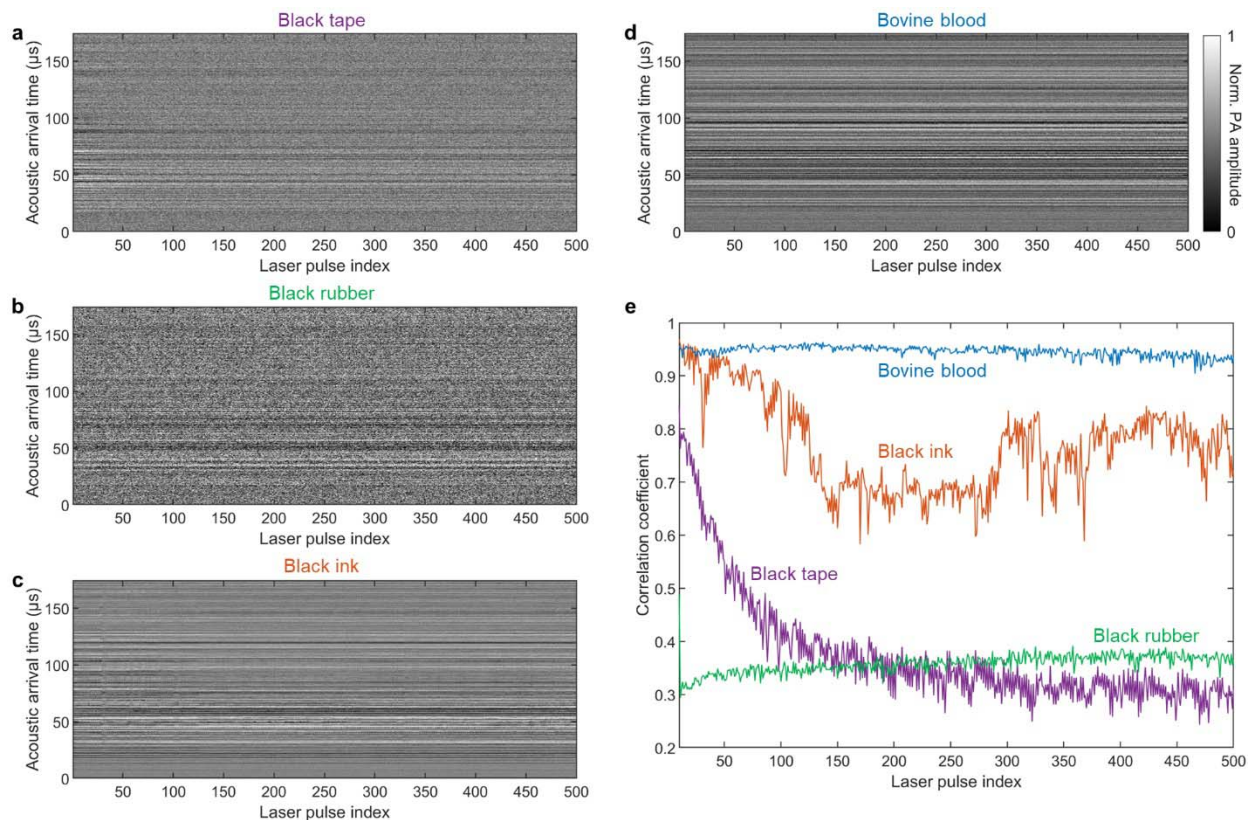 a
Black tape
Acoustic arrival time (µs)
150
100
50
0
50 100 150 200 250 300 350 400 450 500
Laser pulse index
b
Black rubber
Acoustic arrival time (µs)
150
100
50
0
50 100 150 200 250 300 350 400 450 500
Laser pulse index
c
Black ink
Acoustic arrival time (µs)
150
100
50
0
50 100 150 200 250 300 350 400 450 500
Laser pulse index
d
Bovine blood
Acoustic arrival time (µs)
150
100
50
0
50 100 150 200 250 300 350 400 450 500
Laser pulse index
1
Norm. PA amplitude
0
e
Correlation coefficient
1
0.9
0.8
0.7
0.6
0.5
0.4
0.3
0.2
Bovine blood
Black ink
Black tape
Black rubber
50 100 150 200 250 300 350 400 450 500
Laser pulse index